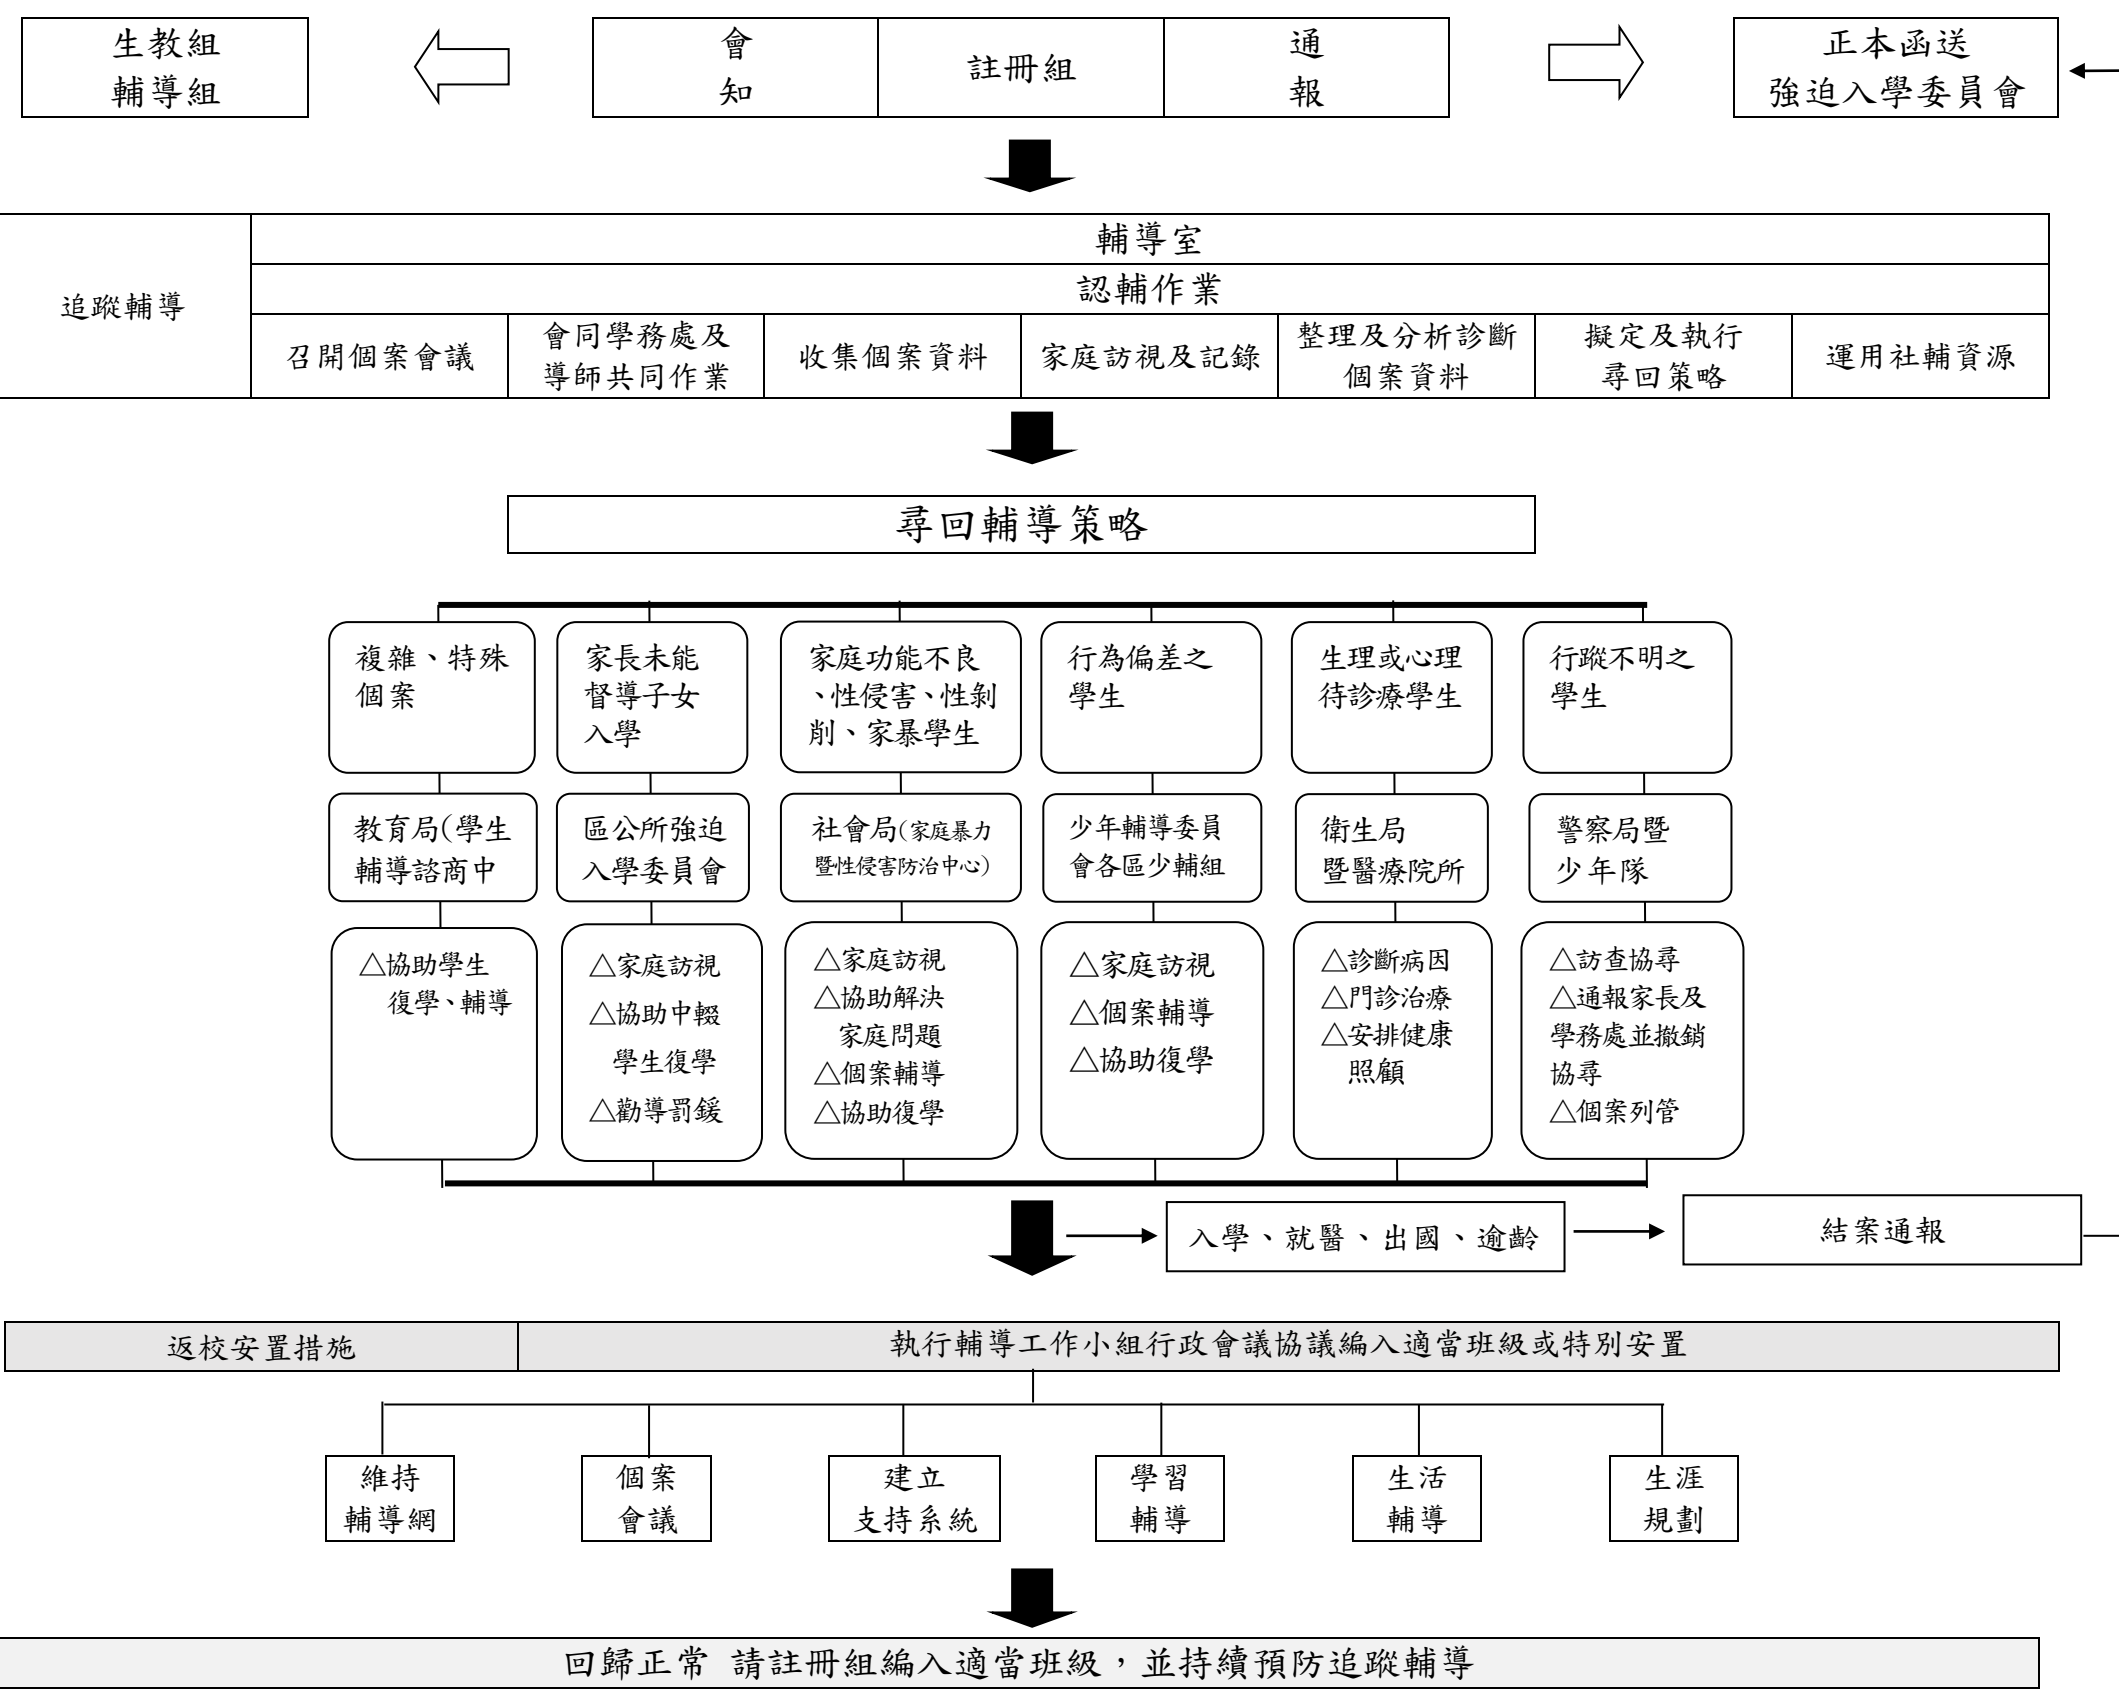 生教組
輔導組
會
知
註冊組
通
報
正本函送
強迫入學委員會
追蹤輔導
輔導室
認輔作業
召開個案會議
會同學務處及
導師共同作業
收集個案資料
家庭訪視及記錄
整理及分析診斷
個案資料
擬定及執行
尋回策略
運用社輔資源
尋回輔導策略
複雜、特殊
個案
家長未能
督導子女
入學
家庭功能不良
、性侵害、性剝
削、家暴學生
行為偏差之
學生
生理或心理
待診療學生
行蹤不明之
學生
教育局(學生
輔導諮商中
區公所強迫
入學委員會
社會局(家庭暴力
暨性侵害防治中心)
少年輔導委員
會各區少輔組
衛生局
暨醫療院所
警察局暨
少年隊
△協助學生
復學、輔導
△家庭訪視
△協助中輟
學生復學
△勸導罰鍰
△家庭訪視
△協助解決
家庭問題
△個案輔導
△協助復學
△家庭訪視
△個案輔導
△協助復學
△診斷病因
△門診治療
△安排健康
照顧
△訪查協尋
△通報家長及
學務處並撤銷
協尋
△個案列管
入學、就醫、出國、逾齡
結案通報
返校安置措施
執行輔導工作小組行政會議協議編入適當班級或特別安置
維持
輔導網
個案
會議
建立
支持系統
學習
輔導
生活
輔導
生涯
規劃
回歸正常 請註冊組編入適當班級，並持續預防追蹤輔導